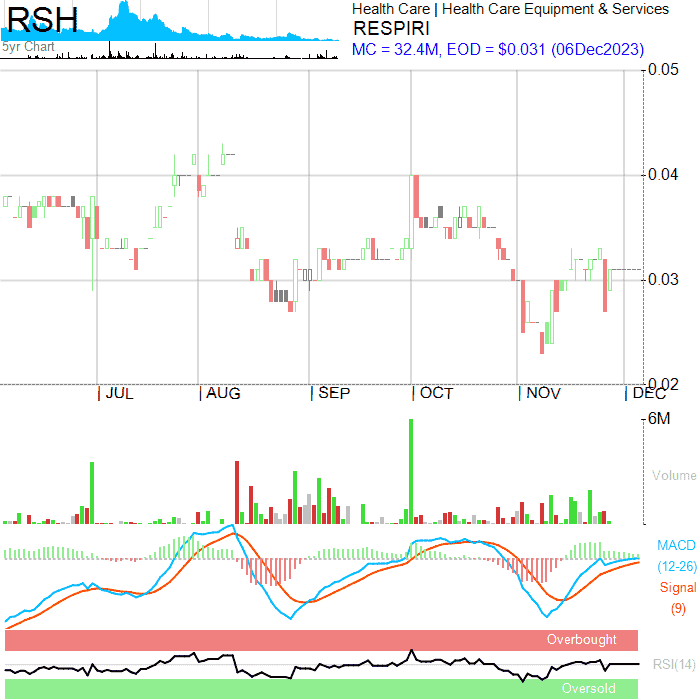 RSH
5yr Chart
Health Care | Health Care Equipment & Services
RESPIRI
MC = 32.4M, EOD = $0.031 (06Dec2023)
0.05
0.04
0.03
0.02
JUL
AUG
SEP
OCT
NOV
DEC
6M
Volume
MACD
(12-26)
Signal
(9)
Overbought
RSI(14)
Oversold